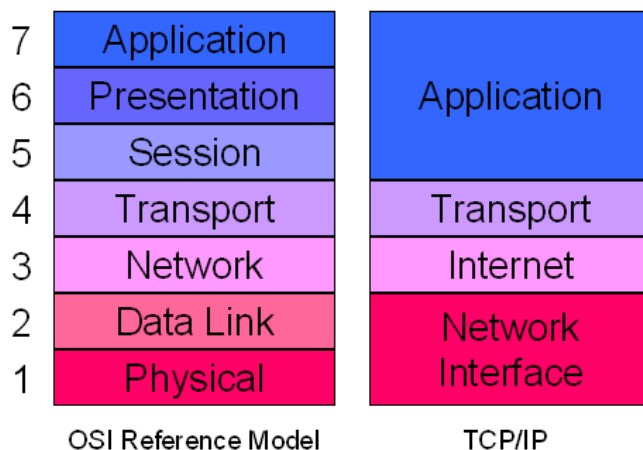 7 Application
6 Presentation
5 Session
4 Transport
3 Network
2 Data Link
1 Physical
OSI Reference Model
Application
Transport
Internet
Network
Interface
TCP/IP